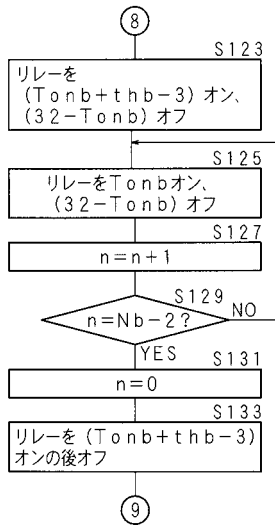 8
S123
リレーを
(Tonb+thb−3) オン、
(32−Tonb) オフ
S125
リレーをTonbオン、
(32−Tonb) オフ
S127
n=n+1
S129
n=Nb−2?
NO
YES
S131
n=0
S133
リレーを (Tonb+thb−3)
オンの後オフ
9